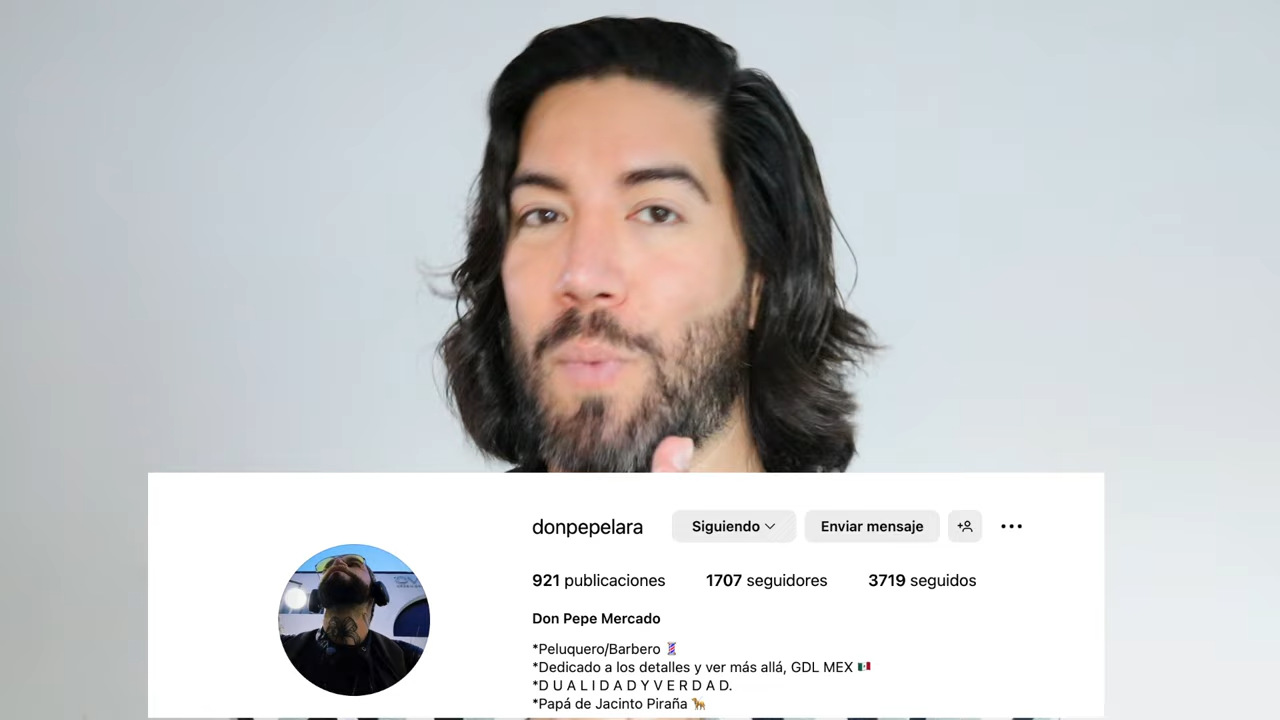 donpepelara Siguiendo Enviar mensaje
921 publicaciones 1707 seguidores 3719 seguidos
Don Pepe Mercado
*Peluquero/Barbero 💈
*Dedicado a los detalles y ver más allá, GDL MEX 🇲🇽
*D U A L I D A D Y V E R D A D.
*Papá de Jacinto Piraña 🐕